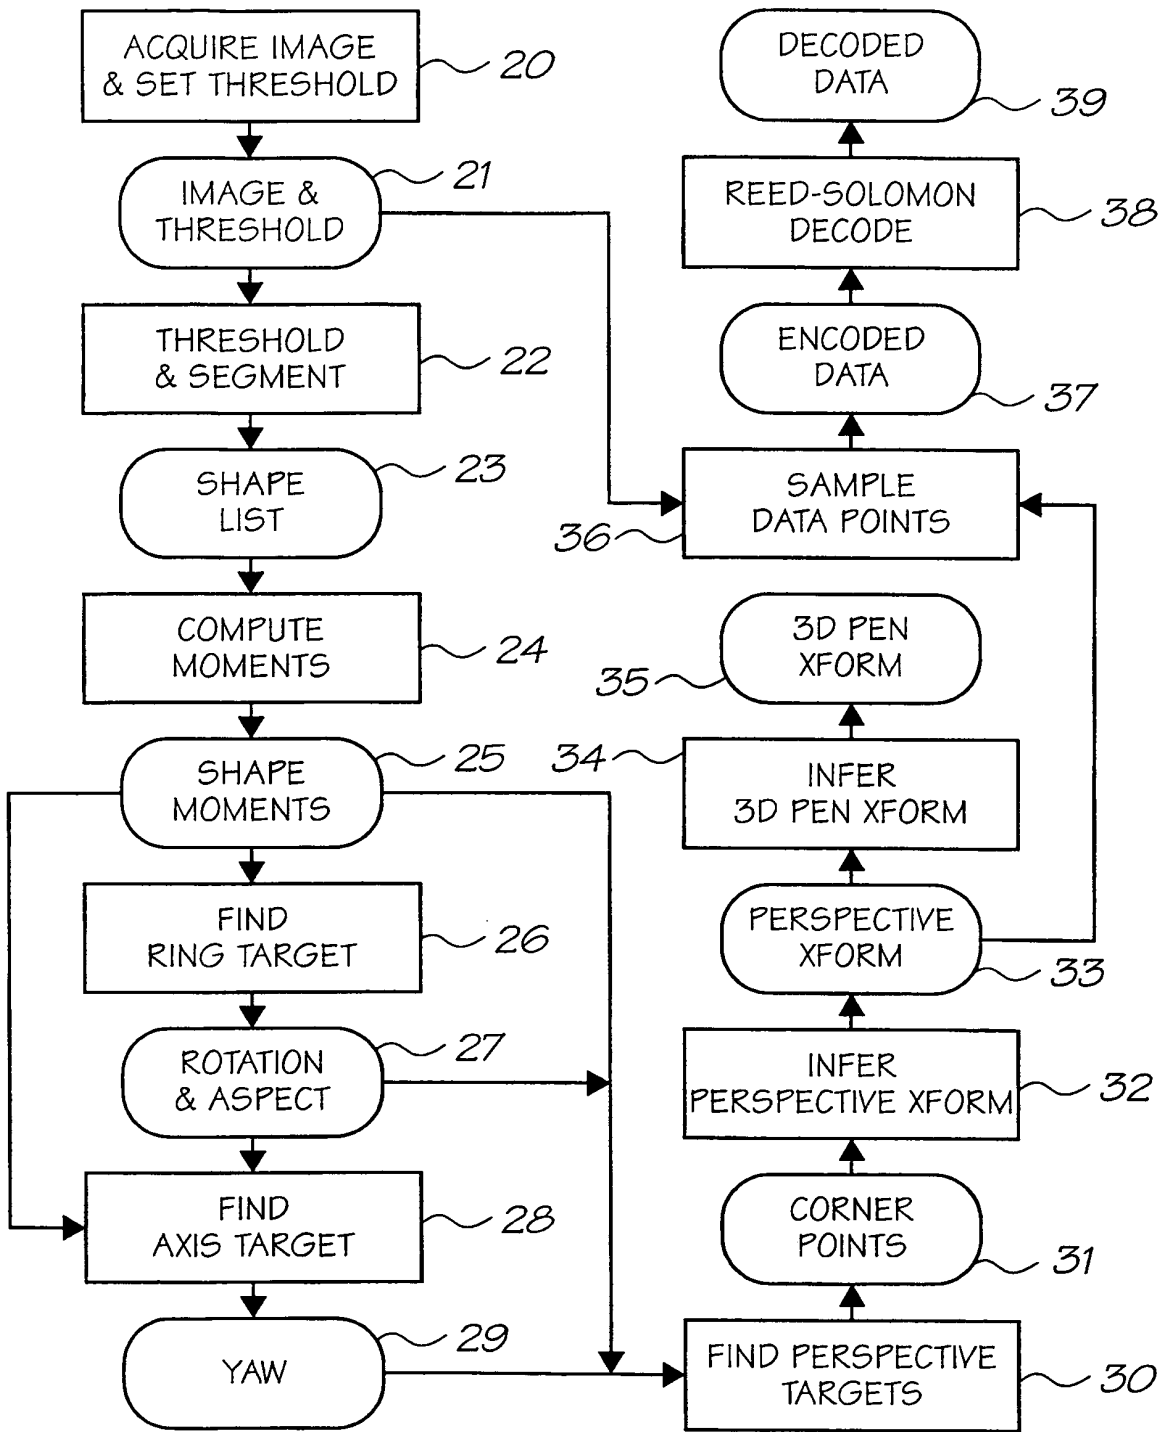 ACQUIRE IMAGE
& SET THRESHOLD
20
IMAGE &
THRESHOLD
21
THRESHOLD
& SEGMENT
22
SHAPE
LIST
23
COMPUTE
MOMENTS
24
SHAPE
MOMENTS
25
FIND
RING TARGET
26
ROTATION
& ASPECT
27
FIND
AXIS TARGET
28
YAW
29
DECODED
DATA
39
REED-SOLOMON
DECODE
38
ENCODED
DATA
37
SAMPLE
DATA POINTS
36
3D PEN
XFORM
35
INFER
3D PEN XFORM
34
PERSPECTIVE
XFORM
33
INFER
PERSPECTIVE XFORM
32
CORNER
POINTS
31
FIND PERSPECTIVE
TARGETS
30